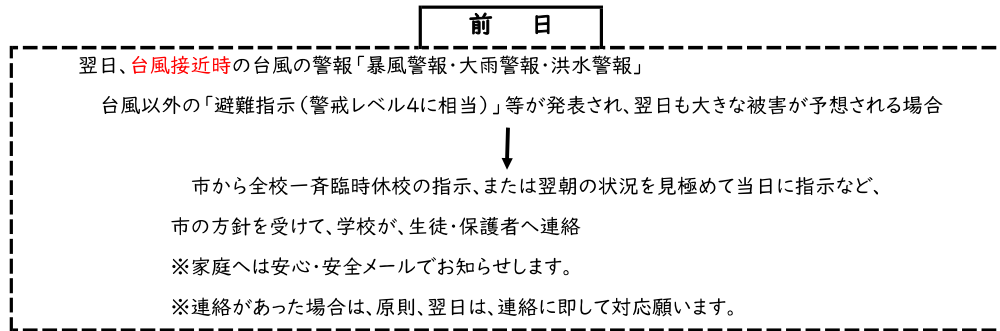 前　日
翌日、台風接近時の台風の警報「暴風警報・大雨警報・洪水警報」
台風以外の「避難指示（警戒レベル４に相当）」等が発表され、翌日も大きな被害が予想される場合
市から全校一斉臨時休校の指示、または翌朝の状況を見極めて当日に指示など、
市の方針を受けて、学校が、生徒・保護者へ連絡
※家庭へは安心・安全メールでお知らせします。
※連絡があった場合は、原則、翌日は、連絡に即して対応願います。